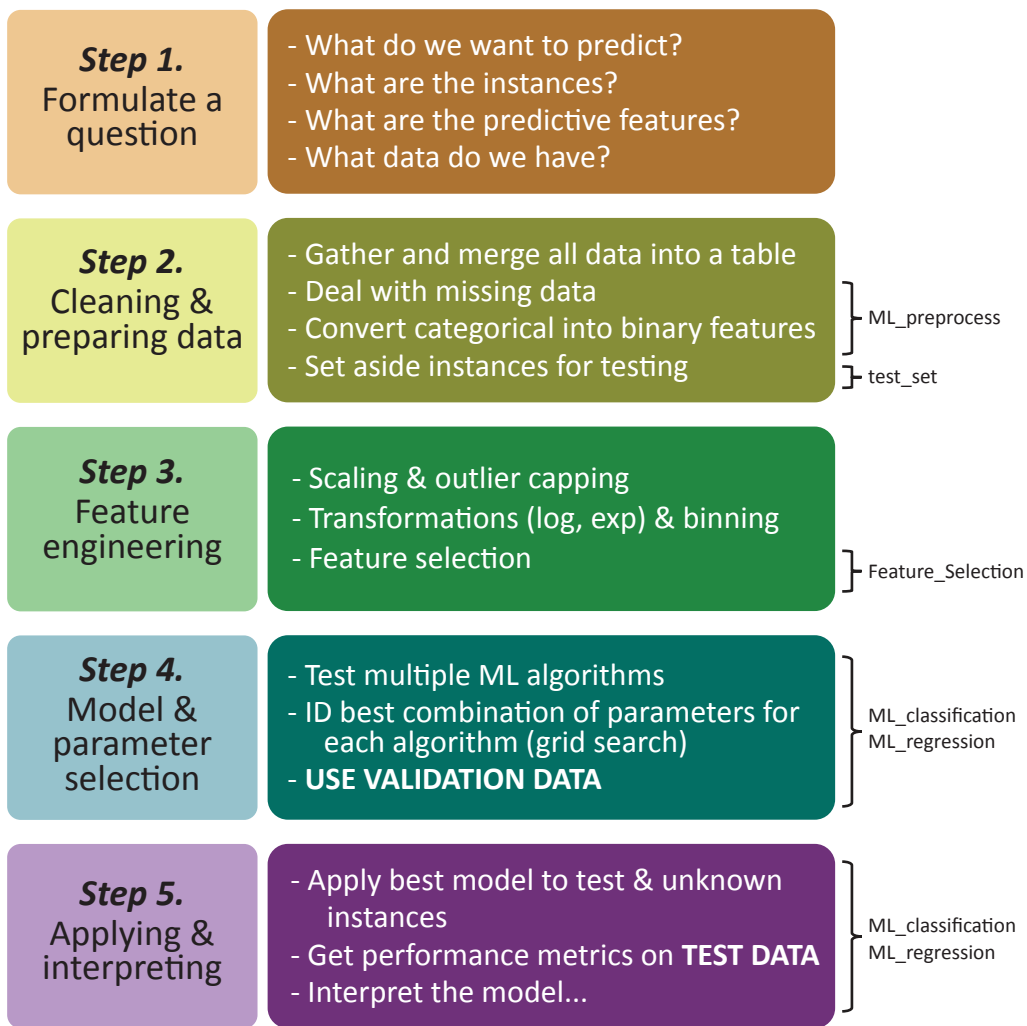 Step 1.
Formulate a
question
- What do we want to predict?
- What are the instances?
- What are the predictive features?
- What data do we have?
Step 2.
Cleaning &
preparing data
- Gather and merge all data into a table
- Deal with missing data
- Convert categorical into binary features
- Set aside instances for testing
ML_preprocess
test_set
Step 3.
Feature
engineering
- Scaling & outlier capping
- Transformations (log, exp) & binning
- Feature selection
Feature_Selection
Step 4.
Model &
parameter
selection
- Test multiple ML algorithms
- ID best combination of parameters for
each algorithm (grid search)
- USE VALIDATION DATA
ML_classification
ML_regression
Step 5.
Applying &
interpreting
- Apply best model to test & unknown
instances
- Get performance metrics on TEST DATA
- Interpret the model...
ML_classification
ML_regression